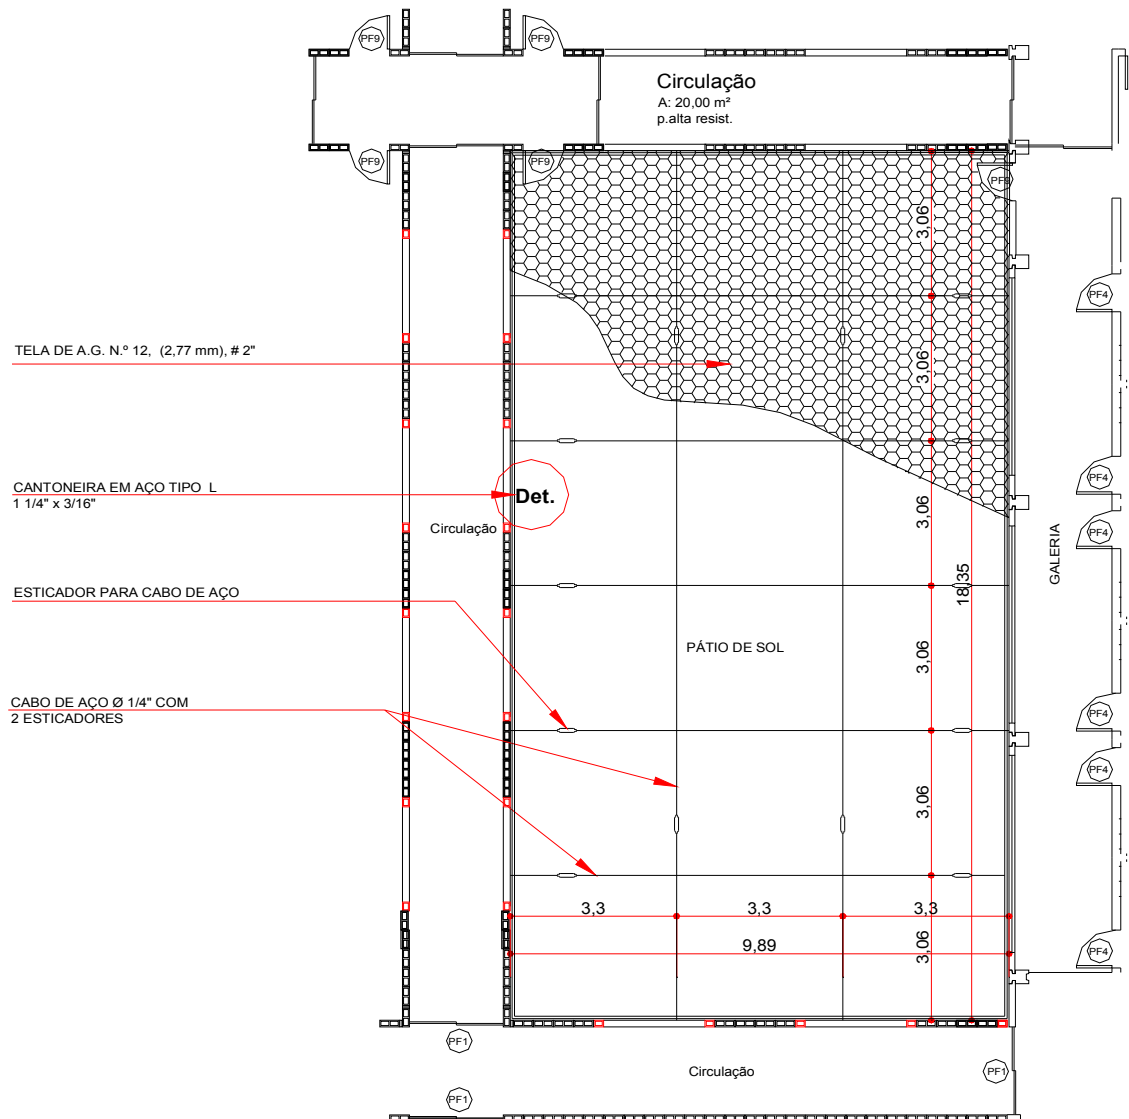 PF9
PF9
Circulação
A: 20,00 m²
p.alta resist.
PF9
PF9
PF9
3,06
PF4
TELA DE A.G. N.º 12, (2,77 mm), # 2"
3,06
PF4
CANTONEIRA EM AÇO TIPO L
1 1/4" x 3/16"
Det.
Circulação
3,06
PF4
GALERIA
18,35
ESTICADOR PARA CABO DE AÇO
PÁTIO DE SOL
3,06
CABO DE AÇO Ø 1/4" COM
2 ESTICADORES
PF4
PF4
3,06
3,3
3,3
3,3
9,89
3,06
PF4
PF1
Circulação
PF1
PF1